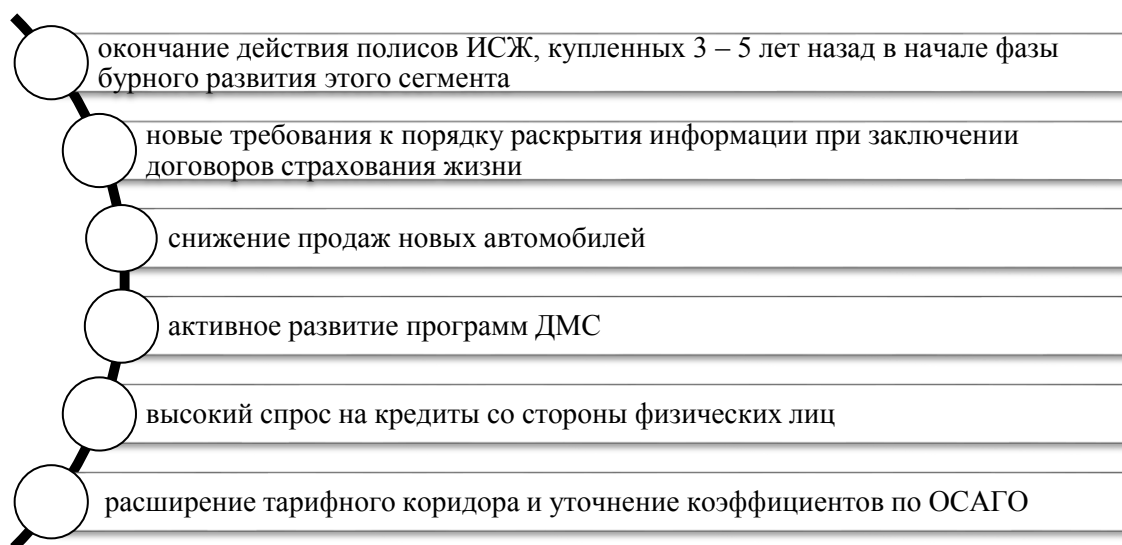 окончание действия полисов ИСЖ, купленных 3 – 5 лет назад в начале фазы
бурного развития этого сегмента
новые требования к порядку раскрытия информации при заключении
договоров страхования жизни
снижение продаж новых автомобилей
активное развитие программ ДМС
высокий спрос на кредиты со стороны физических лиц
расширение тарифного коридора и уточнение коэффициентов по ОСАГО